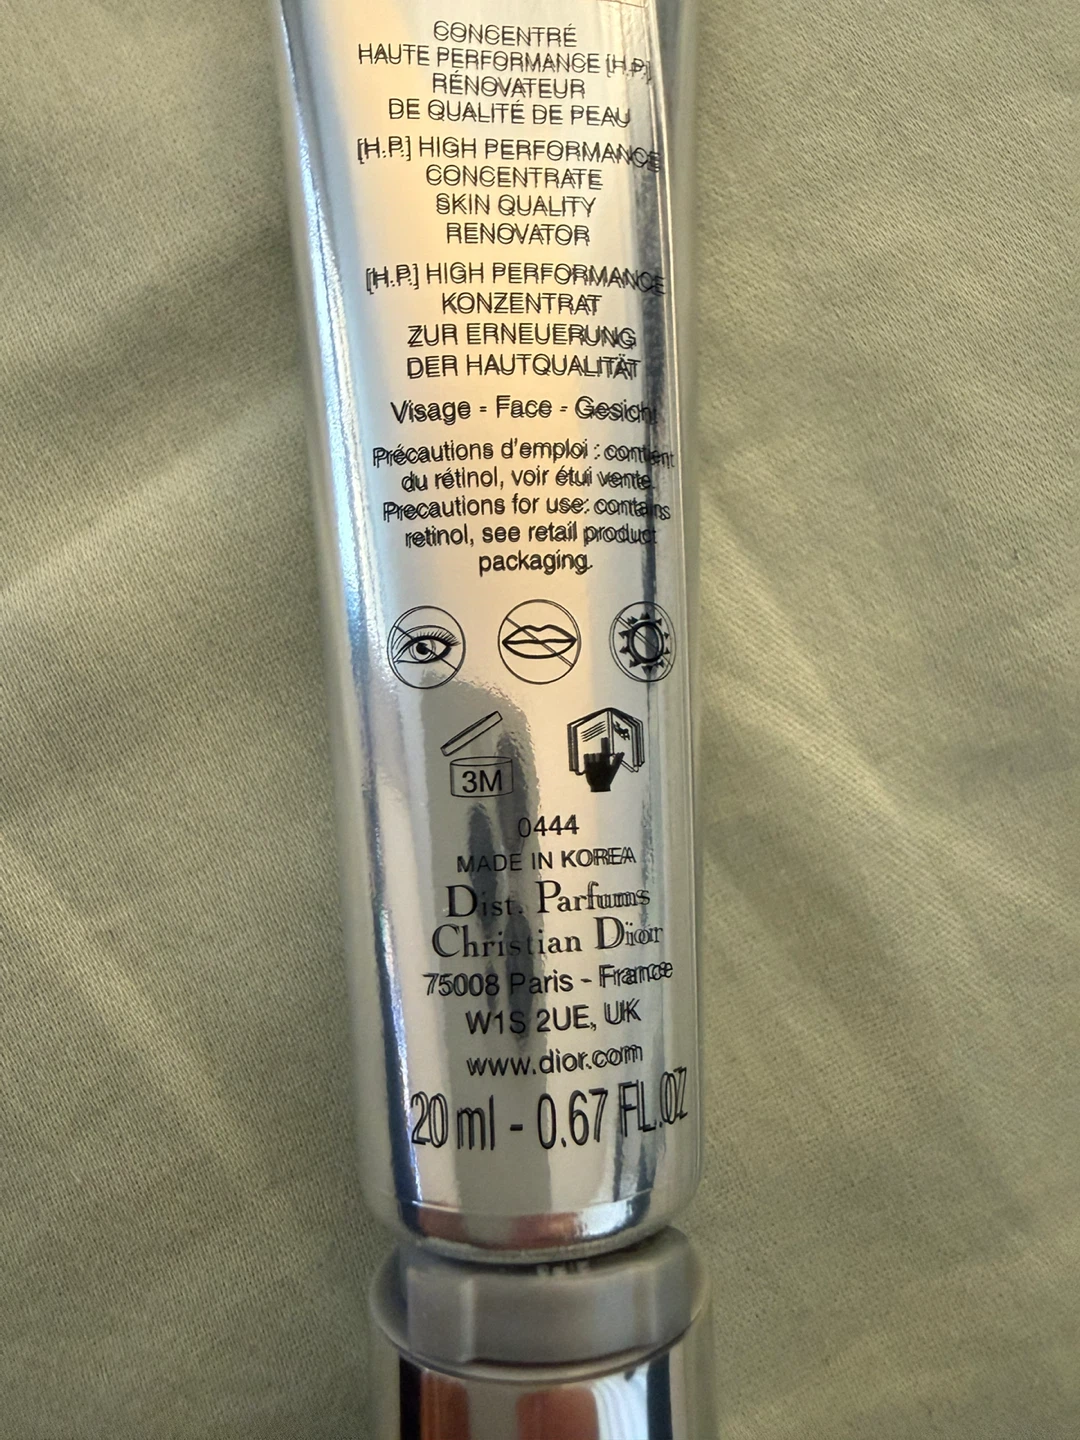 CONCENTRÉ
HAUTE PERFORMANCE [H.P.]
RÉNOVATEUR
DE QUALITÉ DE PEAU
[H.P.] HIGH PERFORMANCE
CONCENTRATE
SKIN QUALITY
RENOVATOR
[H.P.] HIGH PERFORMANCE
KONZENTRAT
ZUR ERNEUERUNG
DER HAUTQUALITÄT
Visage - Face - Gesicht
Précautions d'emploi : contient
du rétinol, voir étui vente.
Precautions for use: contains
retinol, see retail product
packaging.
3M
0444
MADE IN KOREA
Dist. Parfums
Christian Dior
75008 Paris - France
W1S 2UE, UK
www.dior.com
20 ml - 0.67 FL.OZ